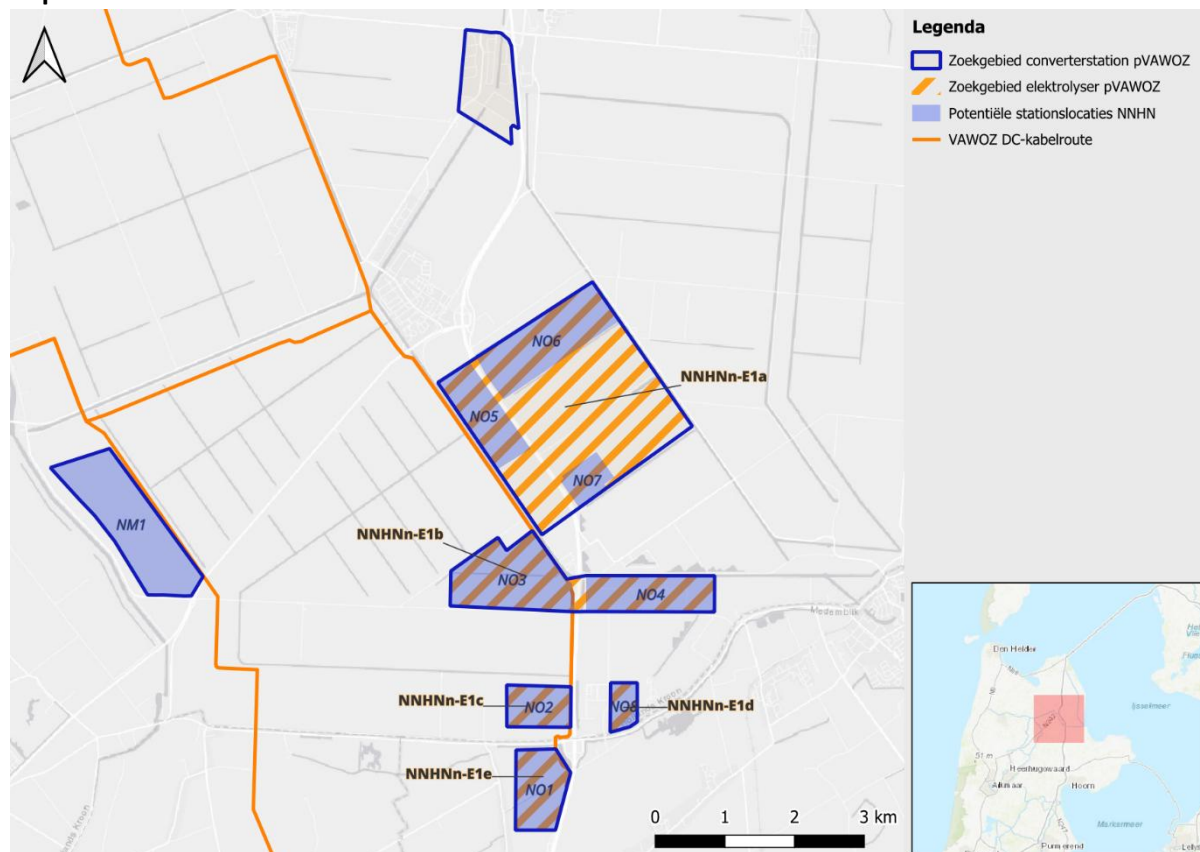 Legenda
Zoekgebied converterstation pVAWOZ
Zoekgebied elektrolyser pVAWOZ
Potentiële stationslocaties NNHN
VAWOZ DC-kabelroute
NO6
NNHNn-E1a
NO5
NO7
NM1
NNHNn-E1b
NO3
NO4
Medemblik
NNHNn-E1c
NO2
NO8
NNHNn-E1d
NNHNn-E1e
NO1
0 1 2 3 km
Den Helder
IJsselmeer
Heerhugowaard
Alkmaar
Hoorn
Markermeer
Purmerend